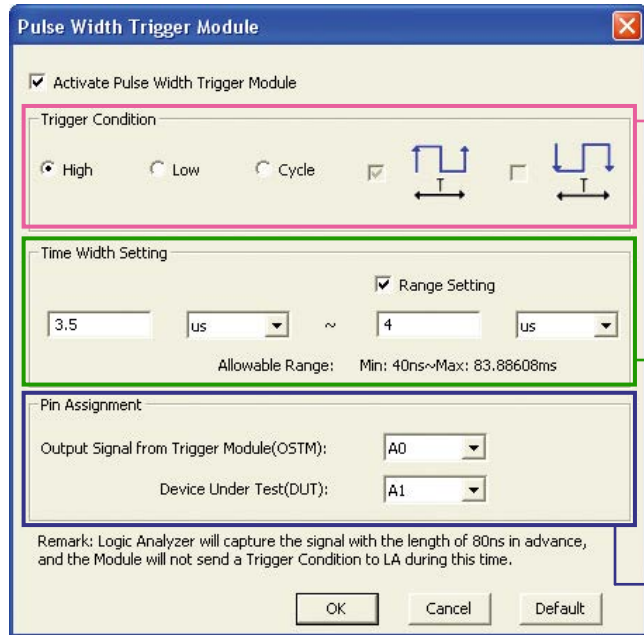 Pulse Width Trigger Module
Activate Pulse Width Trigger Module
Trigger Condition
High Low Cycle T T
Time Width Setting
Range Setting
3.5 us ~ 4 us
Allowable Range: Min: 40ns~Max: 83.88608ms
Pin Assignment
Output Signal from Trigger Module(OSTM): A0
Device Under Test(DUT): A1
Remark: Logic Analyzer will capture the signal with the length of 80ns in advance,
and the Module will not send a Trigger Condition to LA during this time.
OK Cancel Default